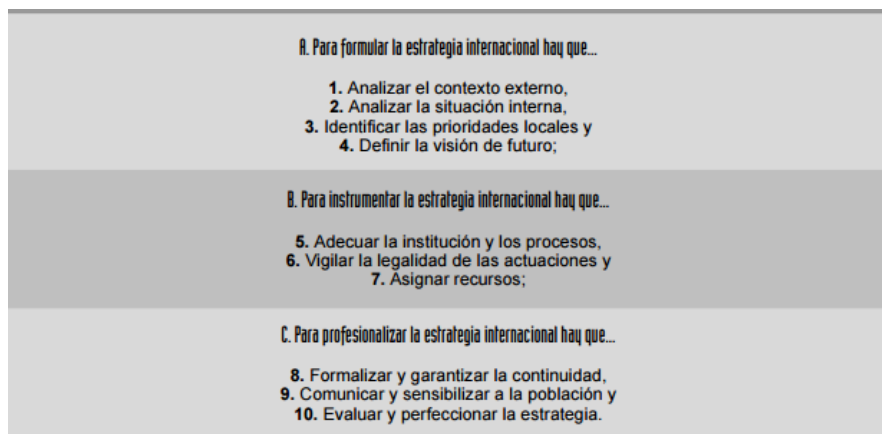 A. Para formular la estrategia internacional hay que...
1. Analizar el contexto externo,
2. Analizar la situación interna,
3. Identificar las prioridades locales y
4. Definir la visión de futuro;
B. Para instrumentar la estrategia internacional hay que...
5. Adecuar la institución y los procesos,
6. Vigilar la legalidad de las actuaciones y
7. Asignar recursos;
C. Para profesionalizar la estrategia internacional hay que...
8. Formalizar y garantizar la continuidad,
9. Comunicar y sensibilizar a la población y
10. Evaluar y perfeccionar la estrategia.